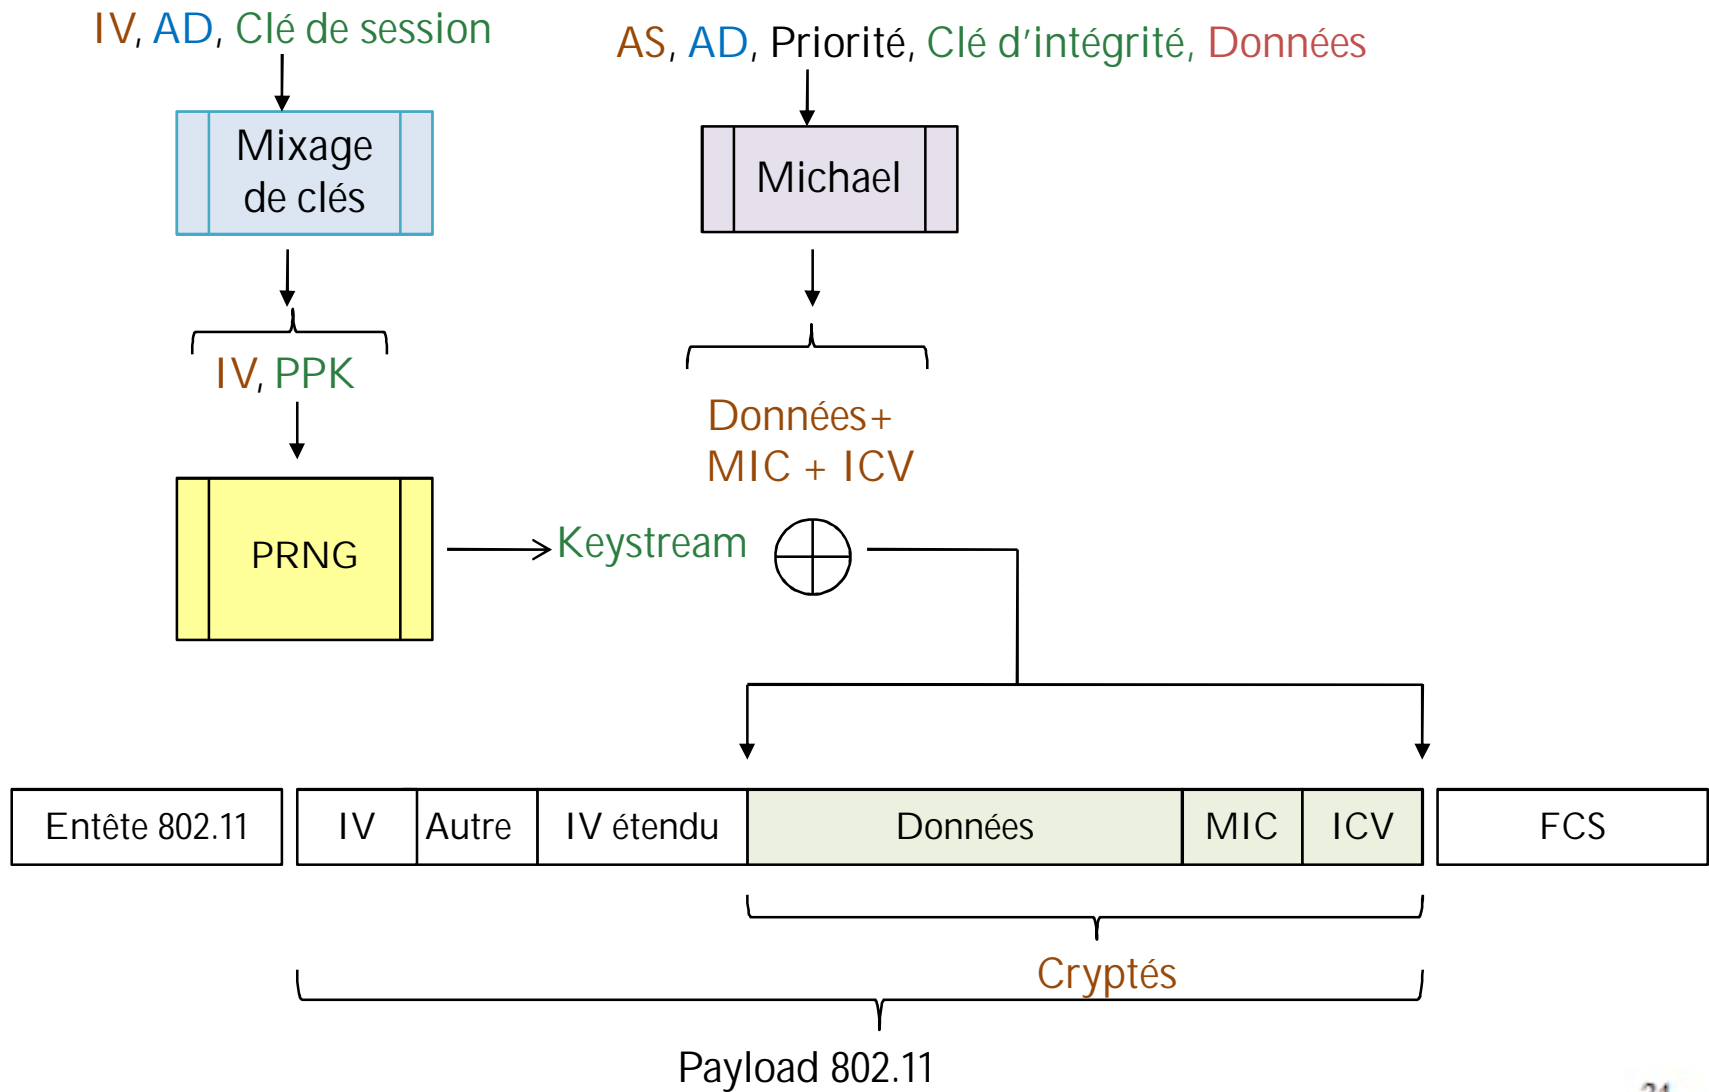 IV, AD, Clé de session
AS, AD, Priorité, Clé d'intégrité, Données
Mixage
de clés
Michael
IV, PPK
Données+
MIC + ICV
PRNG
Keystream
Entête 802.11
IV
Autre
IV étendu
Données
MIC
ICV
FCS
Cryptés
Payload 802.11